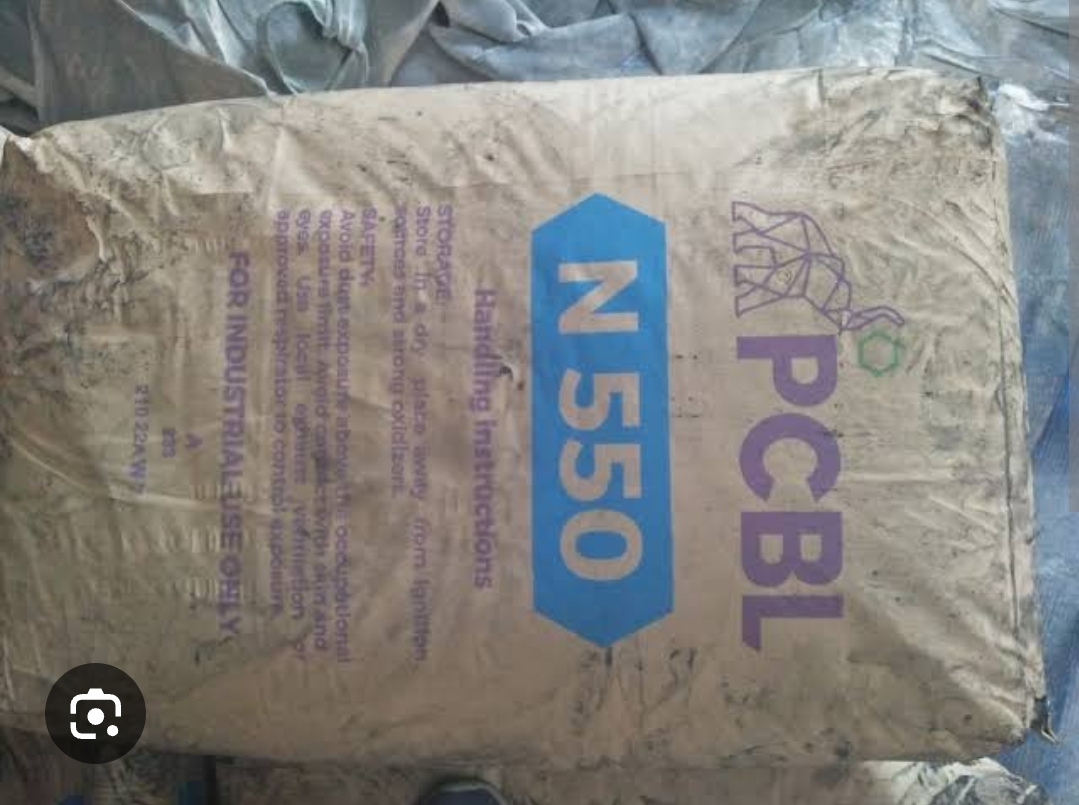 PCBL
N 550
Handling instructions
STORAGE:
Store in a dry place away from ignition
sources and strong oxidizers.
SAFETY:
Avoid dust exposure above the occupational
exposure limit. Avoid contact with skin and
eyes. Use local exhaust ventilation or
approved respirator to control exposure.
FOR INDUSTRIAL USE ONLY.
A